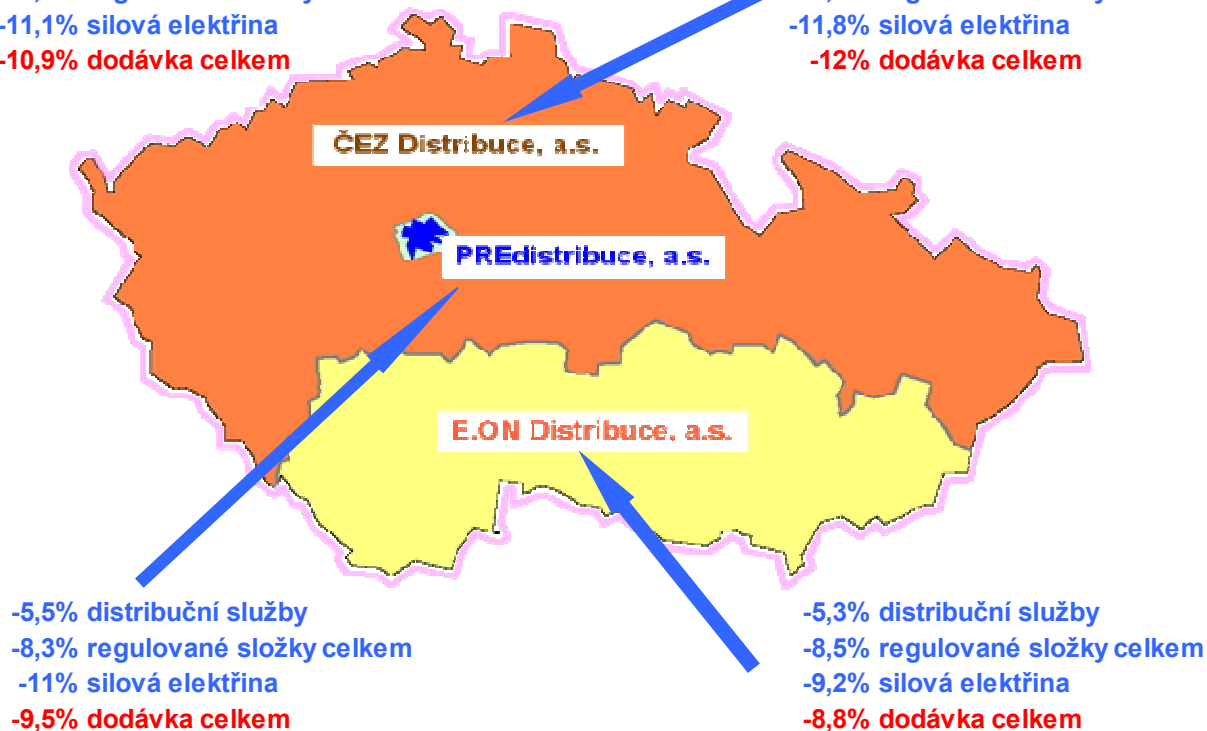 -11,1% silová elektřina
-10,9% dodávka celkem
-11,8% silová elektřina
-12% dodávka celkem
ČEZ Distribuce, a.s.
PREdistribuce, a.s.
E.ON Distribuce, a.s.
-5,5% distribuční služby
-8,3% regulované složky celkem
-11% silová elektřina
-9,5% dodávka celkem
-5,3% distribuční služby
-8,5% regulované složky celkem
-9,2% silová elektřina
-8,8% dodávka celkem